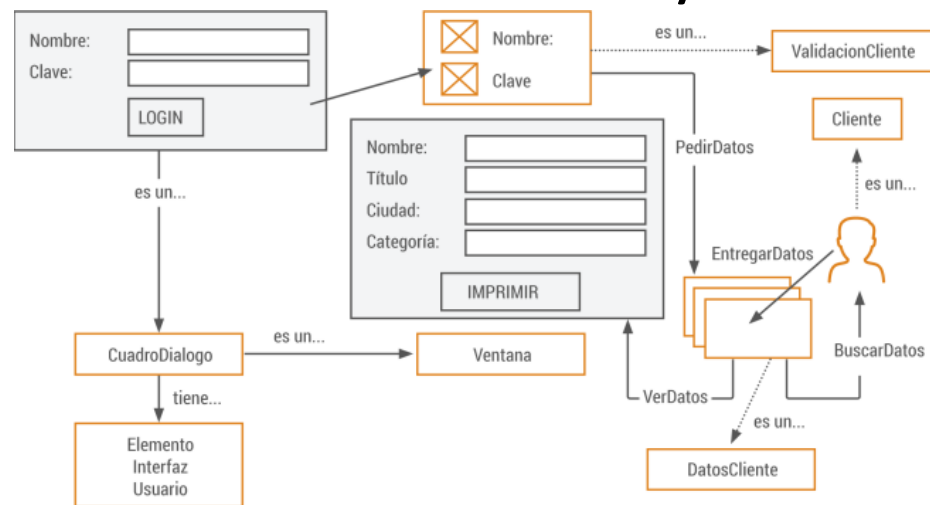 Nombre:
Clave:
LOGIN
Nombre:
Clave
es un...
ValidacionCliente
Cliente
PedirDatos
es un...
es un...
Nombre:
Título
Ciudad:
Categoría:
IMPRIMIR
EntregarDatos
BuscarDatos
CuadroDialogo
es un...
Ventana
VerDatos
tiene...
es un...
Elemento
Interfaz
Usuario
DatosCliente